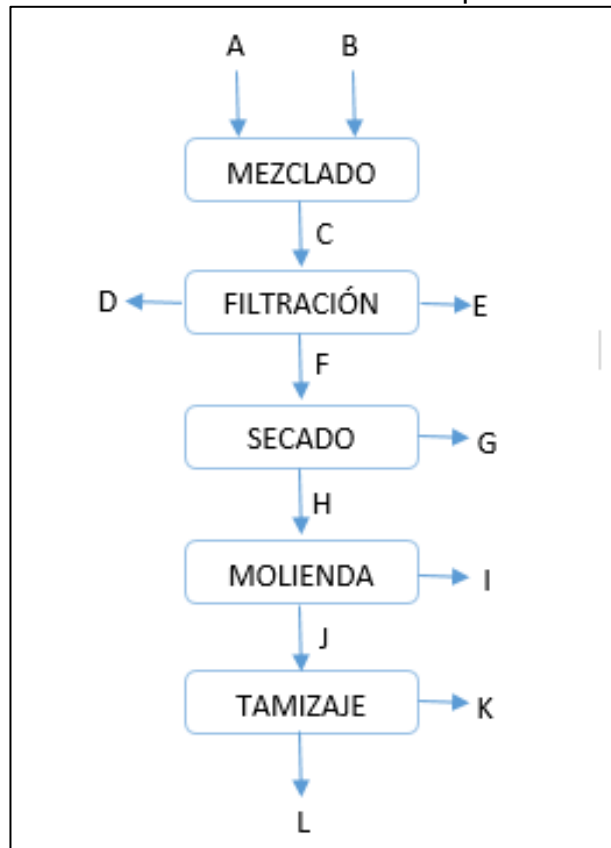 A B
MEZCLADO
C
D FILTRACIÓN E
F
SECADO G
H
MOLIENDA I
J
TAMIZAJE K
L